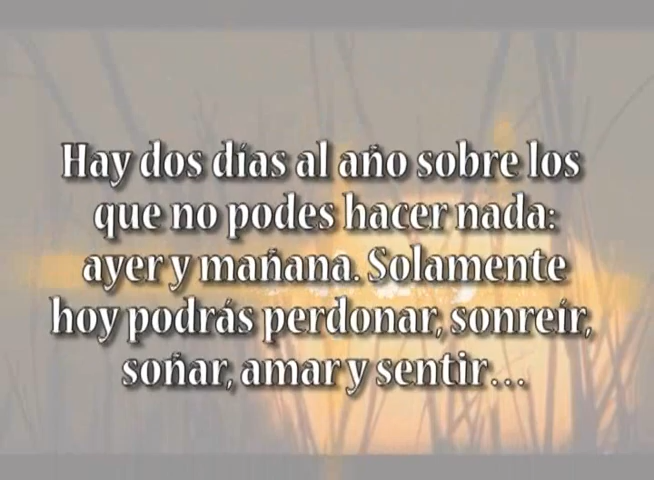 Hay dos días al año sobre los
que no podes hacer nada:
ayer y mañana. Solamente
hoy podrás perdonar, sonreír,
soñar, amar y sentir...